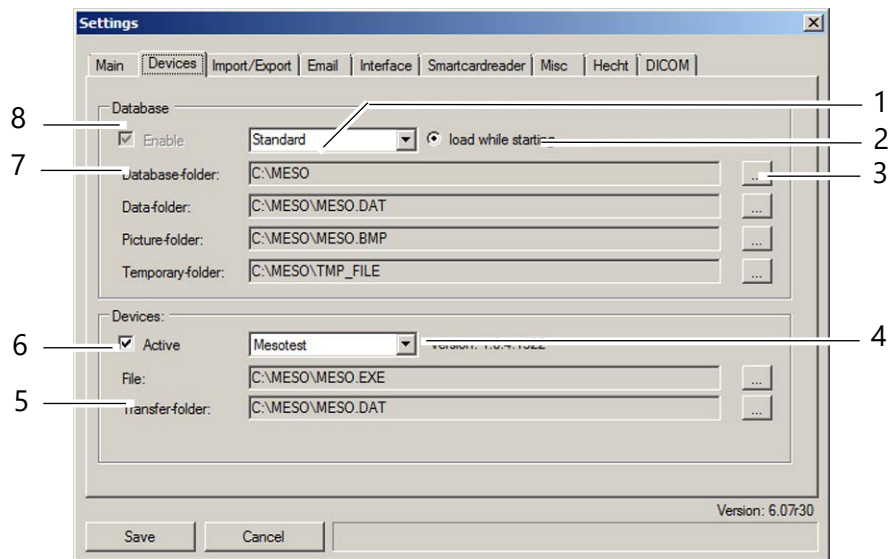 Settings
Main Devices Import/Export Email Interface Smartcardreader Misc Hecht DICOM
Database 1
8 Enable Standard load while starting 2
7 Database-folder: C:\MESO ... 3
Data-folder: C:\MESO\MESO.DAT ...
Picture-folder: C:\MESO\MESO.BMP ...
Temporary-folder: C:\MESO\TMP_FILE ...
Devices:
6 Active Mesotest 4
File: C:\MESO\MESO.EXE ...
5 Transfer-folder: C:\MESO\MESO.DAT ...
Version: 6.07r30
Save Cancel